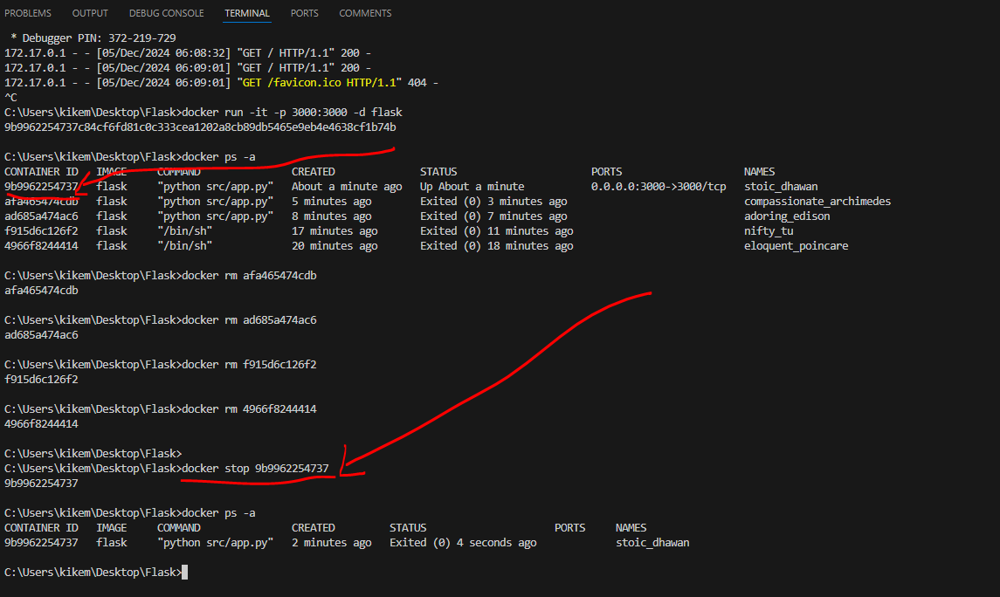 PROBLEMS OUTPUT DEBUG CONSOLE TERMINAL PORTS COMMENTS
* Debugger PIN: 372-219-729
172.17.0.1 - - [05/Dec/2024 06:08:32] "GET / HTTP/1.1" 200 -
172.17.0.1 - - [05/Dec/2024 06:09:01] "GET / HTTP/1.1" 200 -
172.17.0.1 - - [05/Dec/2024 06:09:01] "GET /favicon.ico HTTP/1.1" 404 -
^C
C:\Users\kikem\Desktop\Flask>docker run -it -p 3000:3000 -d flask
9b9962254737c84cf6fd81c0c333cea1202a8cb89db5465e9eb4e4638cf1b74b
C:\Users\kikem\Desktop\Flask>docker ps -a
CONTAINER ID IMAGE COMMAND CREATED STATUS PORTS NAMES
9b9962254737 flask "python src/app.py" About a minute ago Up About a minute 0.0.0.0:3000->3000/tcp stoic_dhawan
afa465474cdb flask "python src/app.py" 5 minutes ago Exited (0) 3 minutes ago compassionate_archimedes
ad685a474ac6 flask "python src/app.py" 8 minutes ago Exited (0) 7 minutes ago adoring_edison
f915d6c126f2 flask "/bin/sh" 17 minutes ago Exited (0) 11 minutes ago nifty_tu
4966f8244414 flask "/bin/sh" 20 minutes ago Exited (0) 18 minutes ago eloquent_poincare
C:\Users\kikem\Desktop\Flask>docker rm afa465474cdb
afa465474cdb
C:\Users\kikem\Desktop\Flask>docker rm ad685a474ac6
ad685a474ac6
C:\Users\kikem\Desktop\Flask>docker rm f915d6c126f2
f915d6c126f2
C:\Users\kikem\Desktop\Flask>docker rm 4966f8244414
4966f8244414
C:\Users\kikem\Desktop\Flask>
C:\Users\kikem\Desktop\Flask>docker stop 9b9962254737
9b9962254737
C:\Users\kikem\Desktop\Flask>docker ps -a
CONTAINER ID IMAGE COMMAND CREATED STATUS PORTS NAMES
9b9962254737 flask "python src/app.py" 2 minutes ago Exited (0) 4 seconds ago stoic_dhawan
C:\Users\kikem\Desktop\Flask>